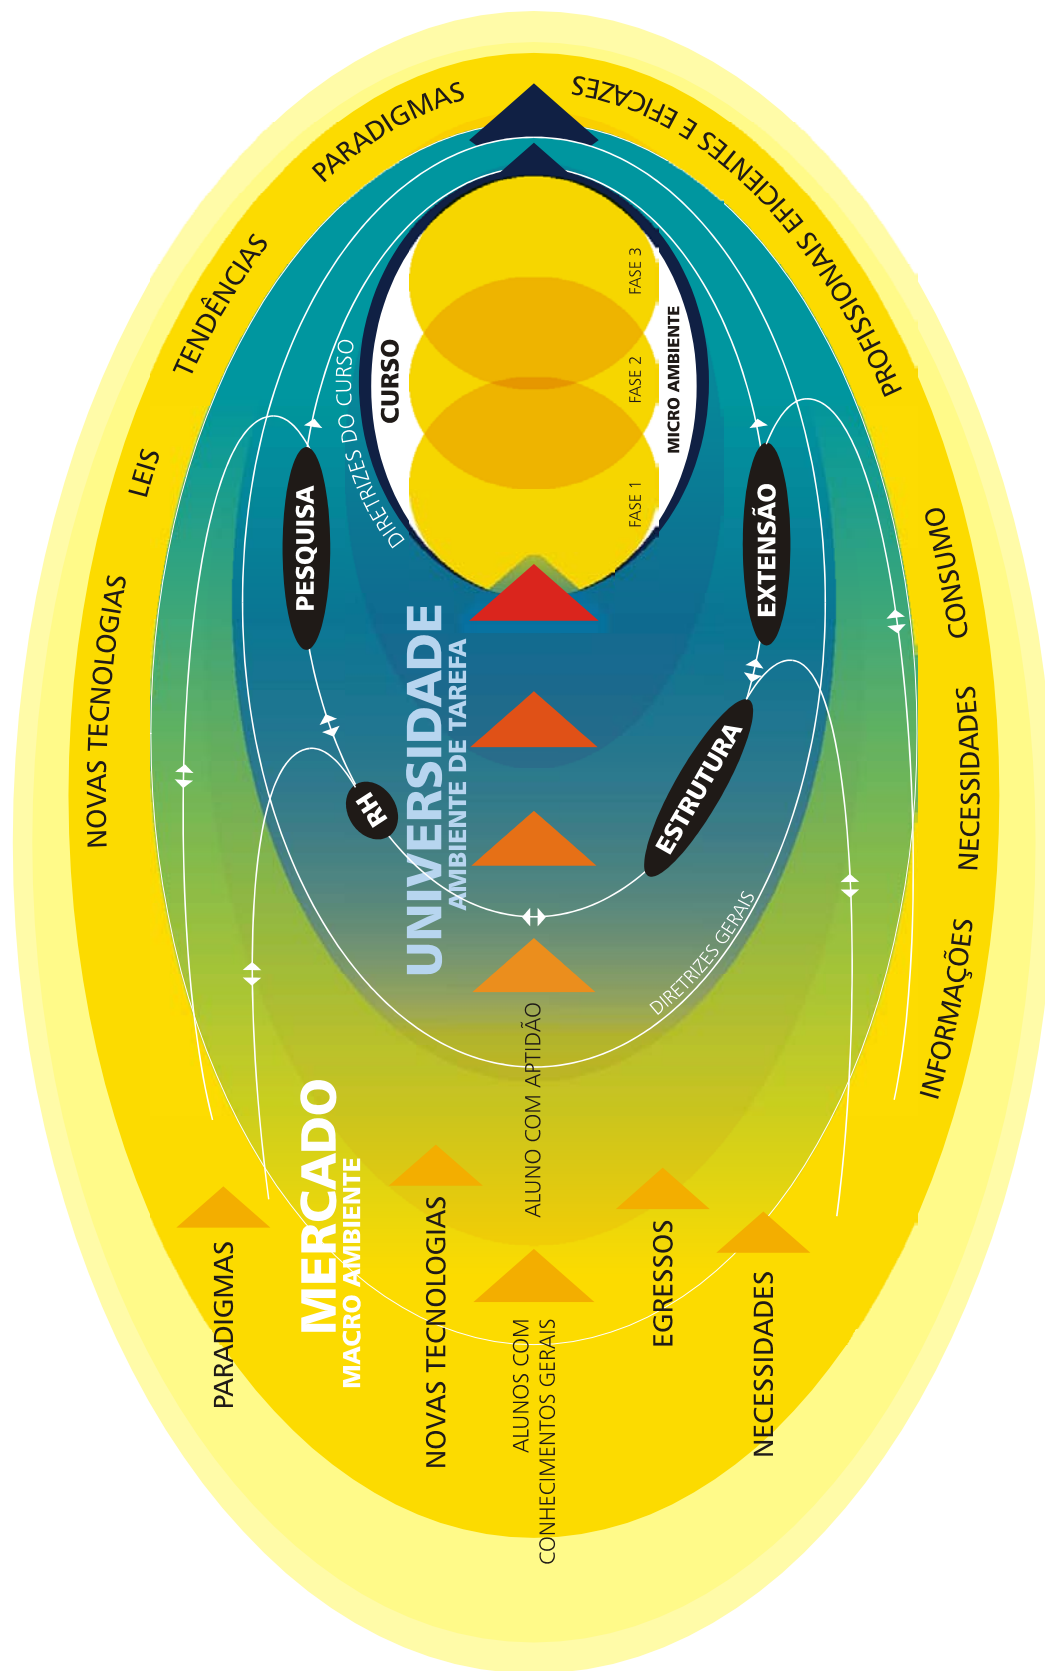 NOVAS TECNOLOGIAS
LEIS
TENDÊNCIAS
PARADIGMAS
PROFISSIONAIS EFICIENTES E EFICAZES
CONSUMO
NECESSIDADES
INFORMAÇÕES
MERCADO
MACRO AMBIENTE
PARADIGMAS
NOVAS TECNOLOGIAS
ALUNOS COM
CONHECIMENTOS GERAIS
EGRESSOS
NECESSIDADES
ALUNO COM APTIDÃO
UNIVERSIDADE
AMBIENTE DE TAREFA
DIRETRIZES GERAIS
RH
PESQUISA
ESTRUTURA
EXTENSÃO
DIRETRIZES DO CURSO
CURSO
FASE 1
FASE 2
FASE 3
MICRO AMBIENTE